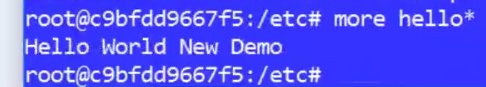 root@c9bfdd9667f5:/etc# more hello*
Hello World New Demo
root@c9bfdd9667f5:/etc#